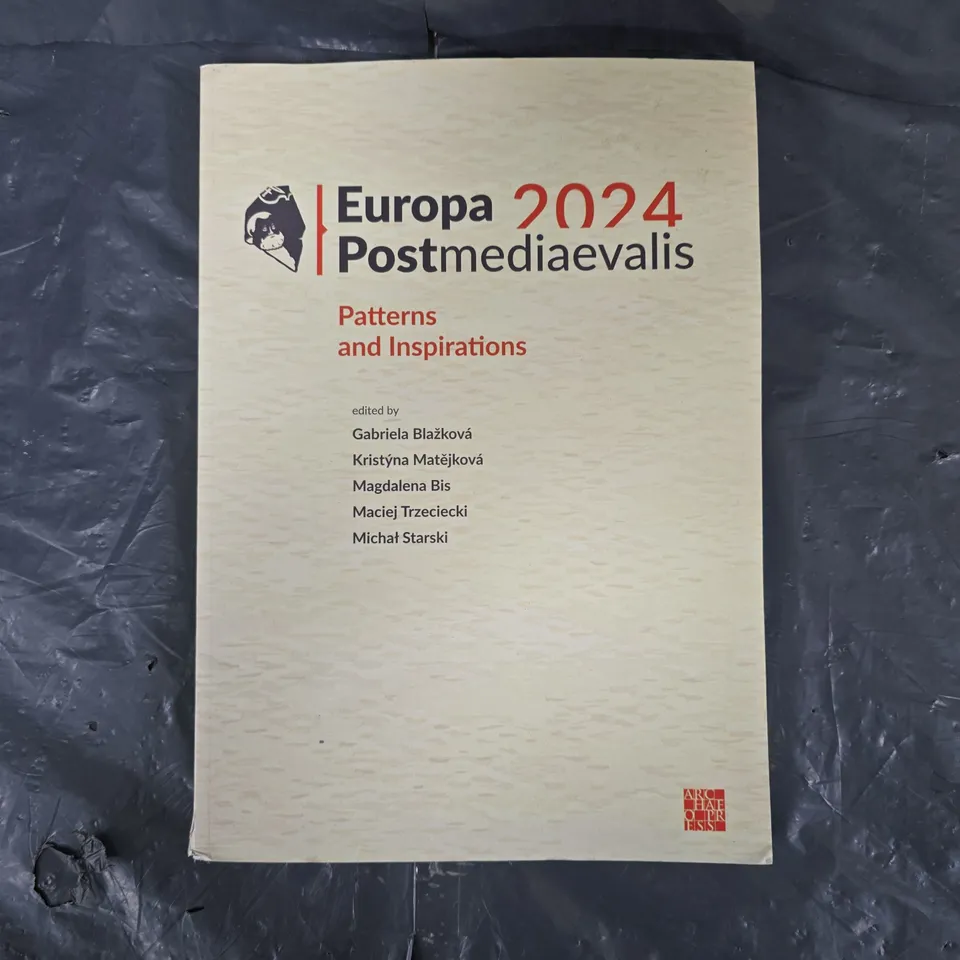 Europa 2024
Postmediaevalis
Patterns
and Inspirations
edited by
Gabriela Blažková
Kristýna Matějková
Magdalena Bis
Maciej Trzeciecki
Michał Starski
ARC
HAE
O PR
ESS